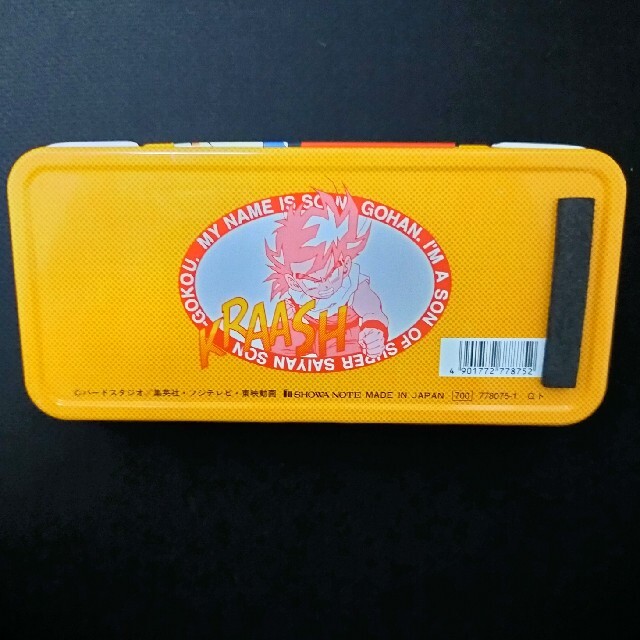 MY NAME IS SON GOHAN. I'M A SON OF SUPER SAIYAN SON-GOKOU.
KRAASH
4 901772 778752
©バードスタジオ／集英社・フジテレビ・東映動画 SHOWA NOTE MADE IN JAPAN 700 778075-1 Q ト